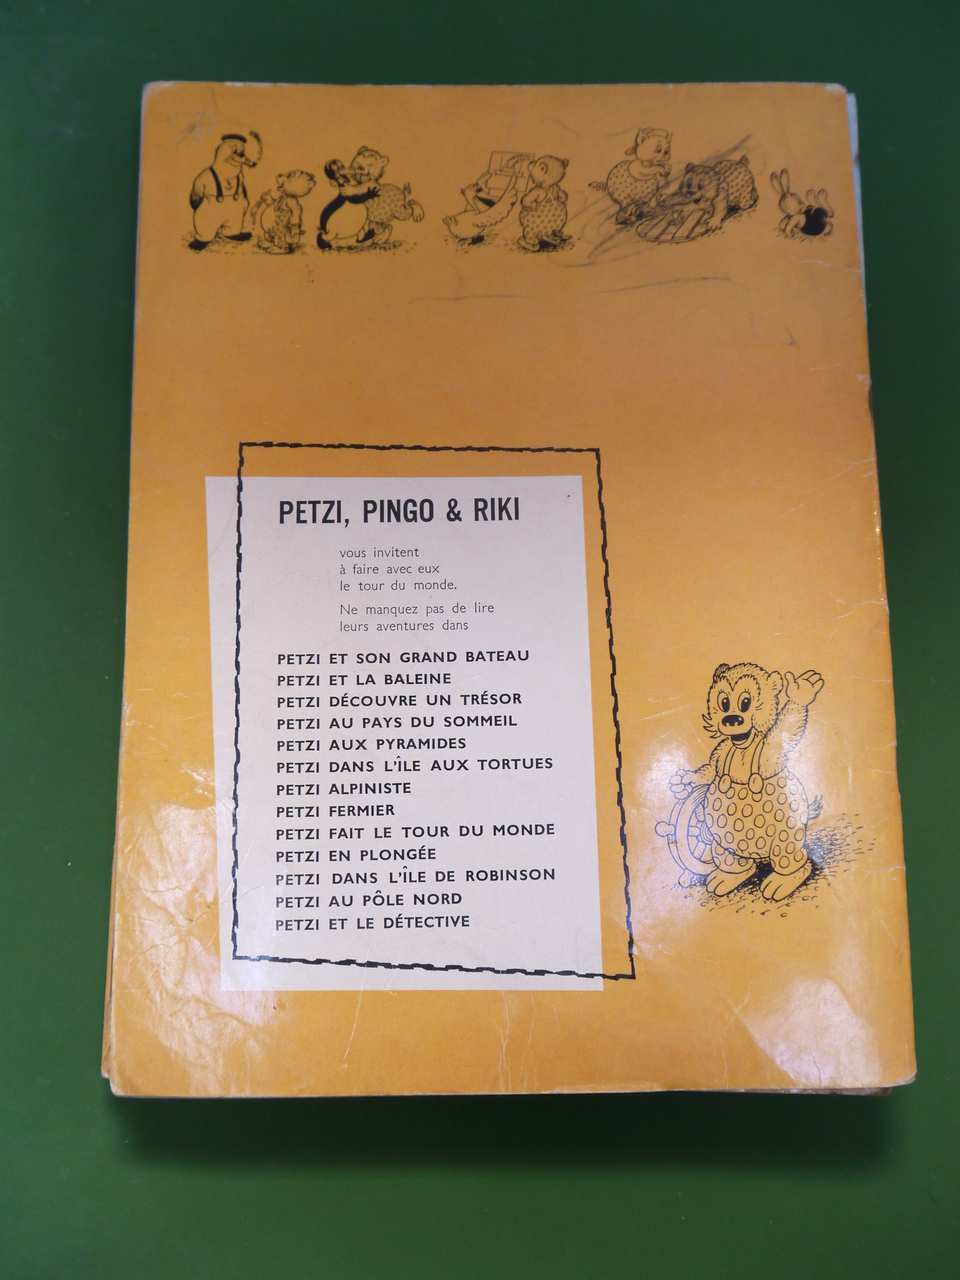 PETZI, PINGO & RIKI
vous invitent
à faire avec eux
le tour du monde.
Ne manquez pas de lire
leurs aventures dans
PETZI ET SON GRAND BATEAU
PETZI ET LA BALEINE
PETZI DÉCOUVRE UN TRÉSOR
PETZI AU PAYS DU SOMMEIL
PETZI AUX PYRAMIDES
PETZI DANS L'ÎLE AUX TORTUES
PETZI ALPINISTE
PETZI FERMIER
PETZI FAIT LE TOUR DU MONDE
PETZI EN PLONGÉE
PETZI DANS L'ÎLE DE ROBINSON
PETZI AU PÔLE NORD
PETZI ET LE DÉTECTIVE